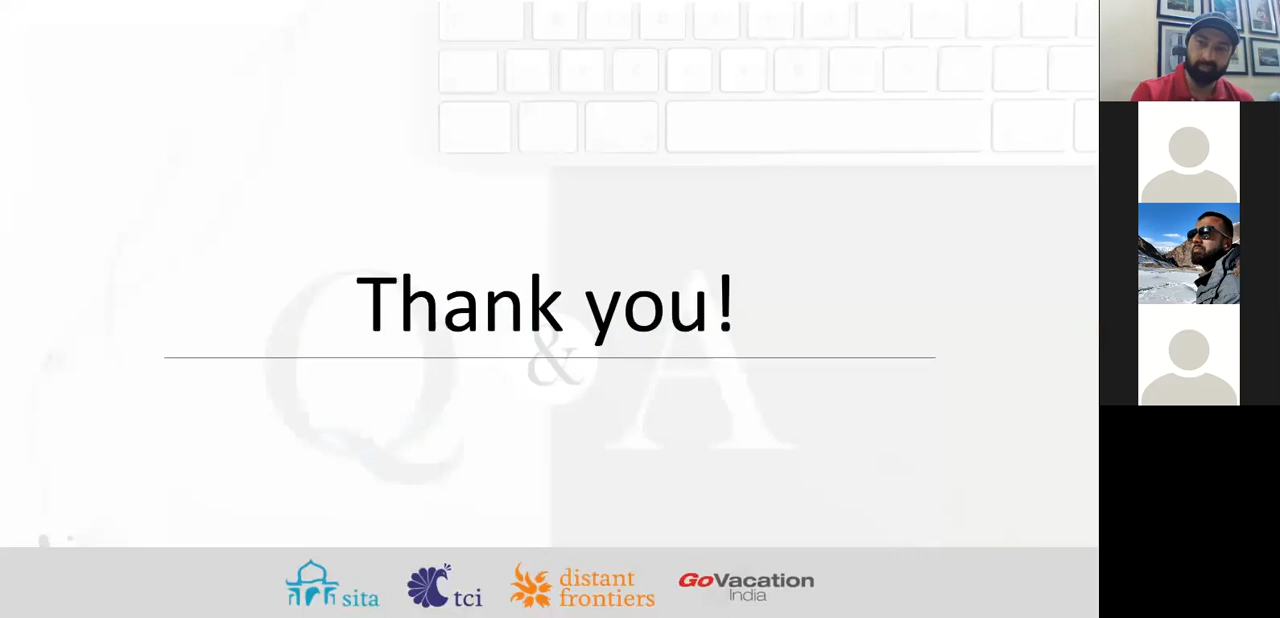 Thank you!
Q & A
sita
tci
distant
frontiers
GoVacation
India